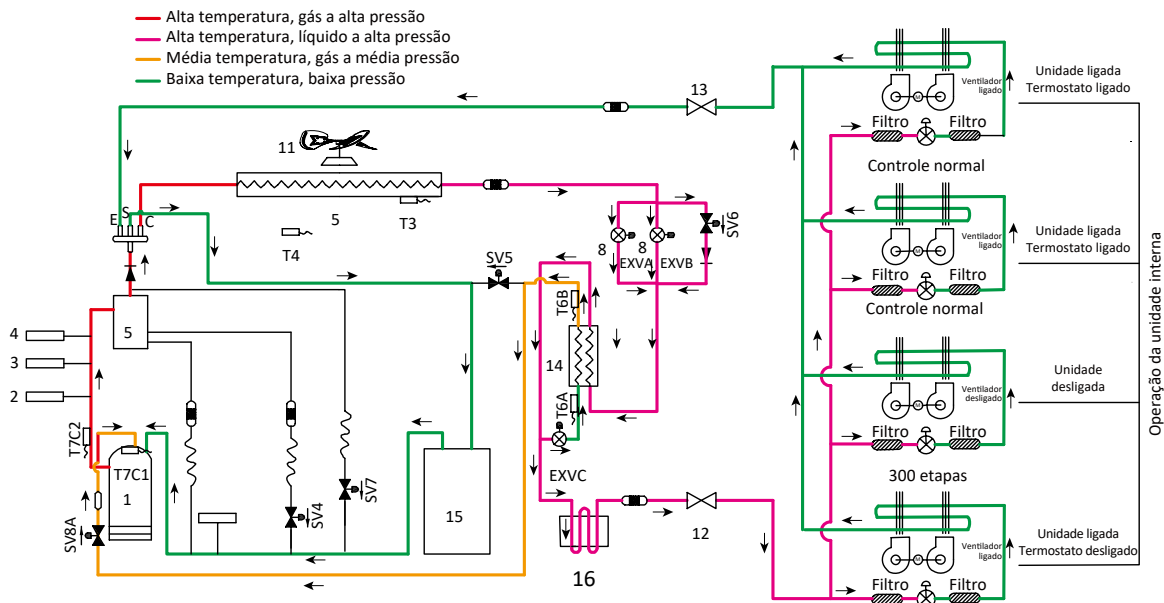 Alta temperatura, gás a alta pressão
Alta temperatura, líquido a alta pressão
Média temperatura, gás a média pressão
Baixa temperatura, baixa pressão
13
11
E
S
C
5
T3
T4
SV5
SV6
8
8
EXVA
EXVB
T6B
14
T6A
EXVC
5
4
3
2
T7C2
T7C1
1
SV8A
SV4
SV7
15
16
12
M
Ventilador
ligado
Filtro
Filtro
Controle normal
Unidade ligada
Termostato ligado
M
Ventilador
ligado
Filtro
Filtro
Controle normal
Unidade ligada
Termostato ligado
M
Ventilador
desligado
Filtro
Filtro
300 etapas
Unidade
desligada
M
Ventilador
ligado
Filtro
Filtro
Unidade ligada
Termostato desligado
Operação da unidade interna